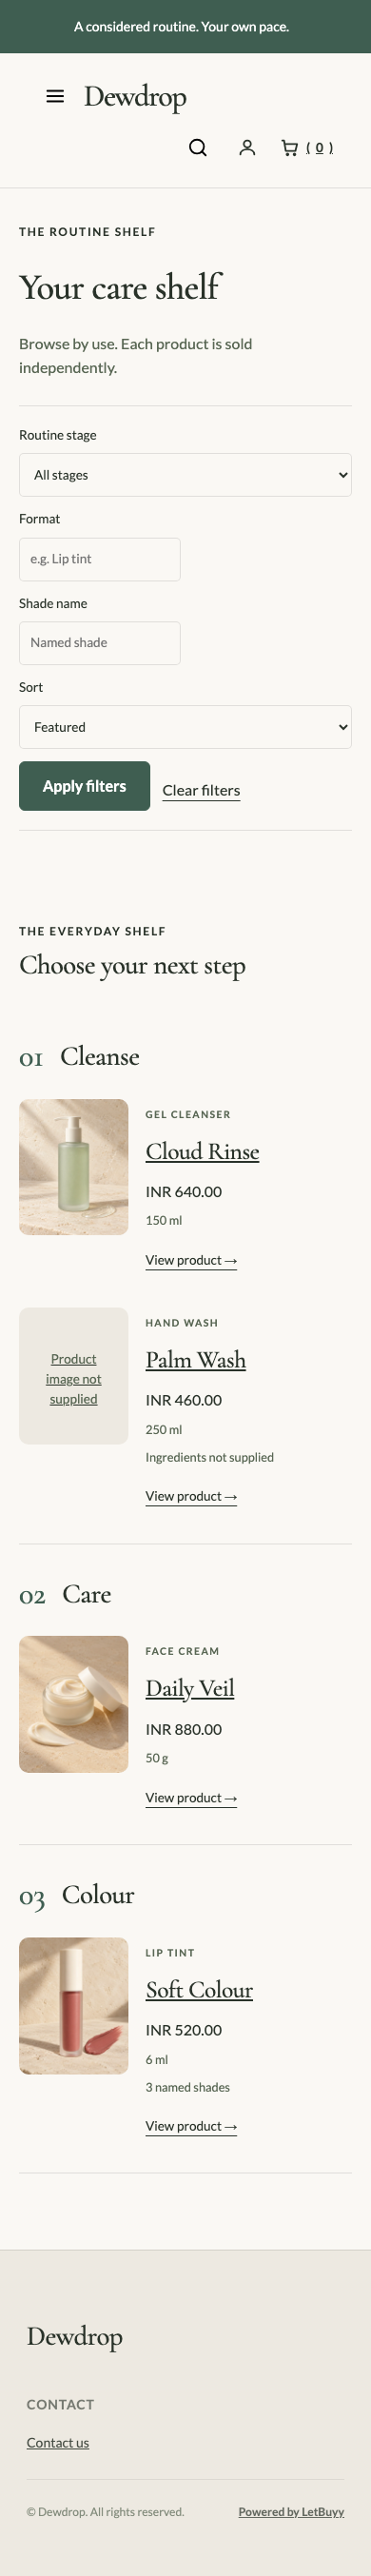 A considered routine. Your own pace.
Dewdrop
( 0 )
THE ROUTINE SHELF
Your care shelf
Browse by use. Each product is sold
independently.
Routine stage
All stages
Format
e.g. Lip tint
Shade name
Named shade
Sort
Featured
Apply filters
Clear filters
THE EVERYDAY SHELF
Choose your next step
01 Cleanse
GEL CLEANSER
Cloud Rinse
INR 640.00
150 ml
View product →
Product
image not
supplied
HAND WASH
Palm Wash
INR 460.00
250 ml
Ingredients not supplied
View product →
02 Care
FACE CREAM
Daily Veil
INR 880.00
50 g
View product →
03 Colour
LIP TINT
Soft Colour
INR 520.00
6 ml
3 named shades
View product →
Dewdrop
CONTACT
Contact us
© Dewdrop. All rights reserved.
Powered by LetBuyy